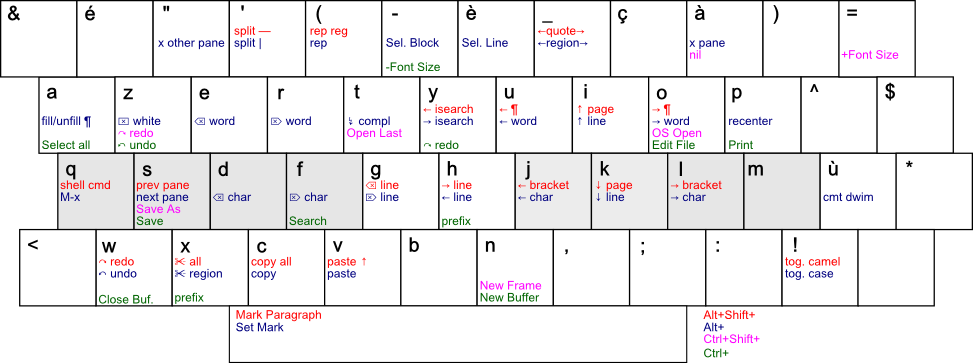 & é " ' ( - è _ ç à ) =
split — rep reg ←quote→
x other pane split | rep Sel. Block Sel. Line ←region→ x pane
nil +Font Size
-Font Size
a z e r t y u i o p ^ $
← isearch ← ¶ ↑ page → ¶
fill/unfill ¶ ⌦ white ⌫ word ⌦ word ↯ compl → isearch ← word ↑ line → word recenter
↷ redo Open Last OS Open
Select all ↶ undo ↷ redo Edit File Print
q s d f g h j k l m ù *
shell cmd prev pane ⌫ line → line ← bracket ↓ page → bracket
M-x next pane ⌫ char ⌦ char ⌦ line ← line ← char ↓ line → char cmt dwim
Save As
Save Search prefix
< w x c v b n , ; : !
↷ redo ✂ all copy all paste ↑ tog. camel
↶ undo ✂ region copy paste tog. case
New Frame
Close Buf. prefix New Buffer
Mark Paragraph Alt+Shift+
Set Mark Alt+
Ctrl+Shift+
Ctrl+